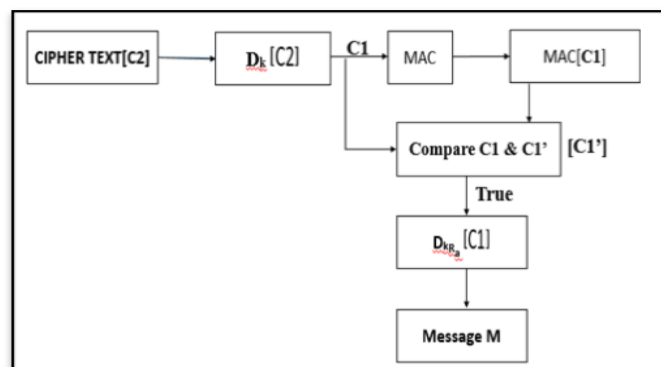 CIPHER TEXT[C2]
Dk [C2]
C1
MAC
MAC[C1]
Compare C1 & C1’
[C1’]
True
DkRa [C1]
Message M